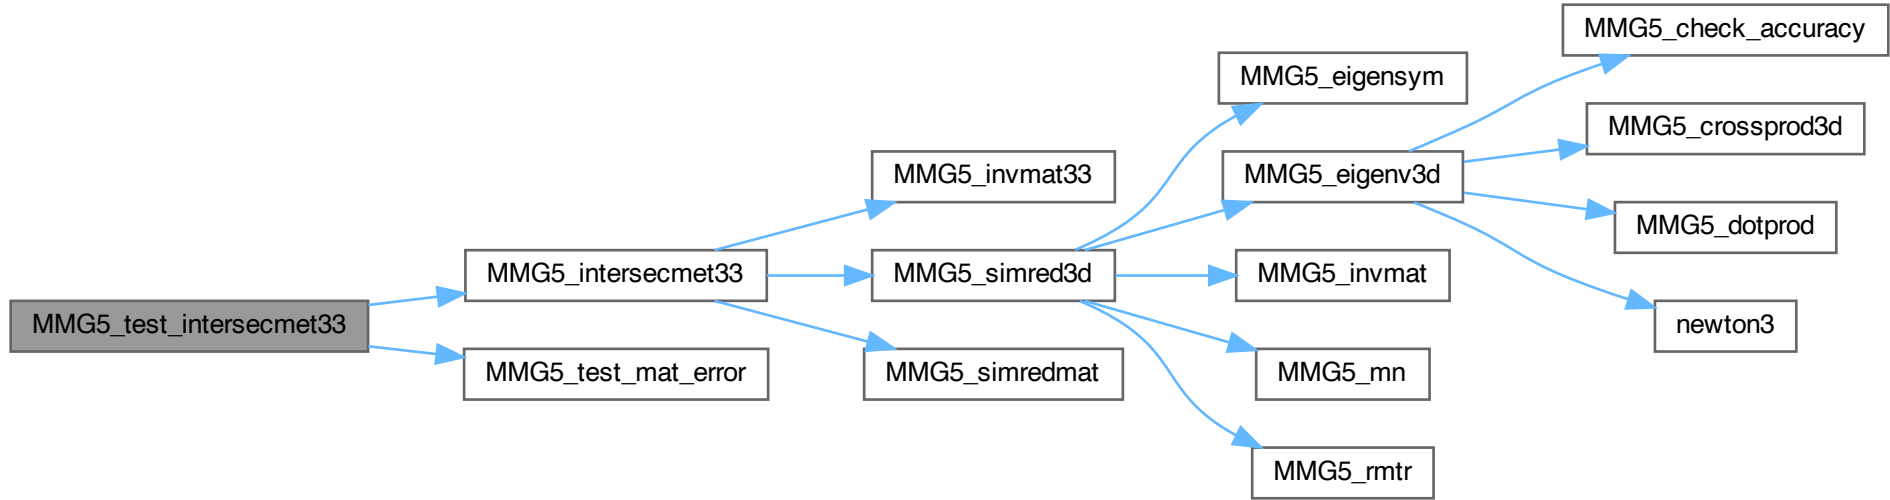 MMG5_test_intersecmet33
MMG5_intersecmet33
MMG5_test_mat_error
MMG5_invmat33
MMG5_simred3d
MMG5_simredmat
MMG5_eigensym
MMG5_eigenv3d
MMG5_invmat
MMG5_mn
MMG5_rmtr
MMG5_check_accuracy
MMG5_crossprod3d
MMG5_dotprod
newton3